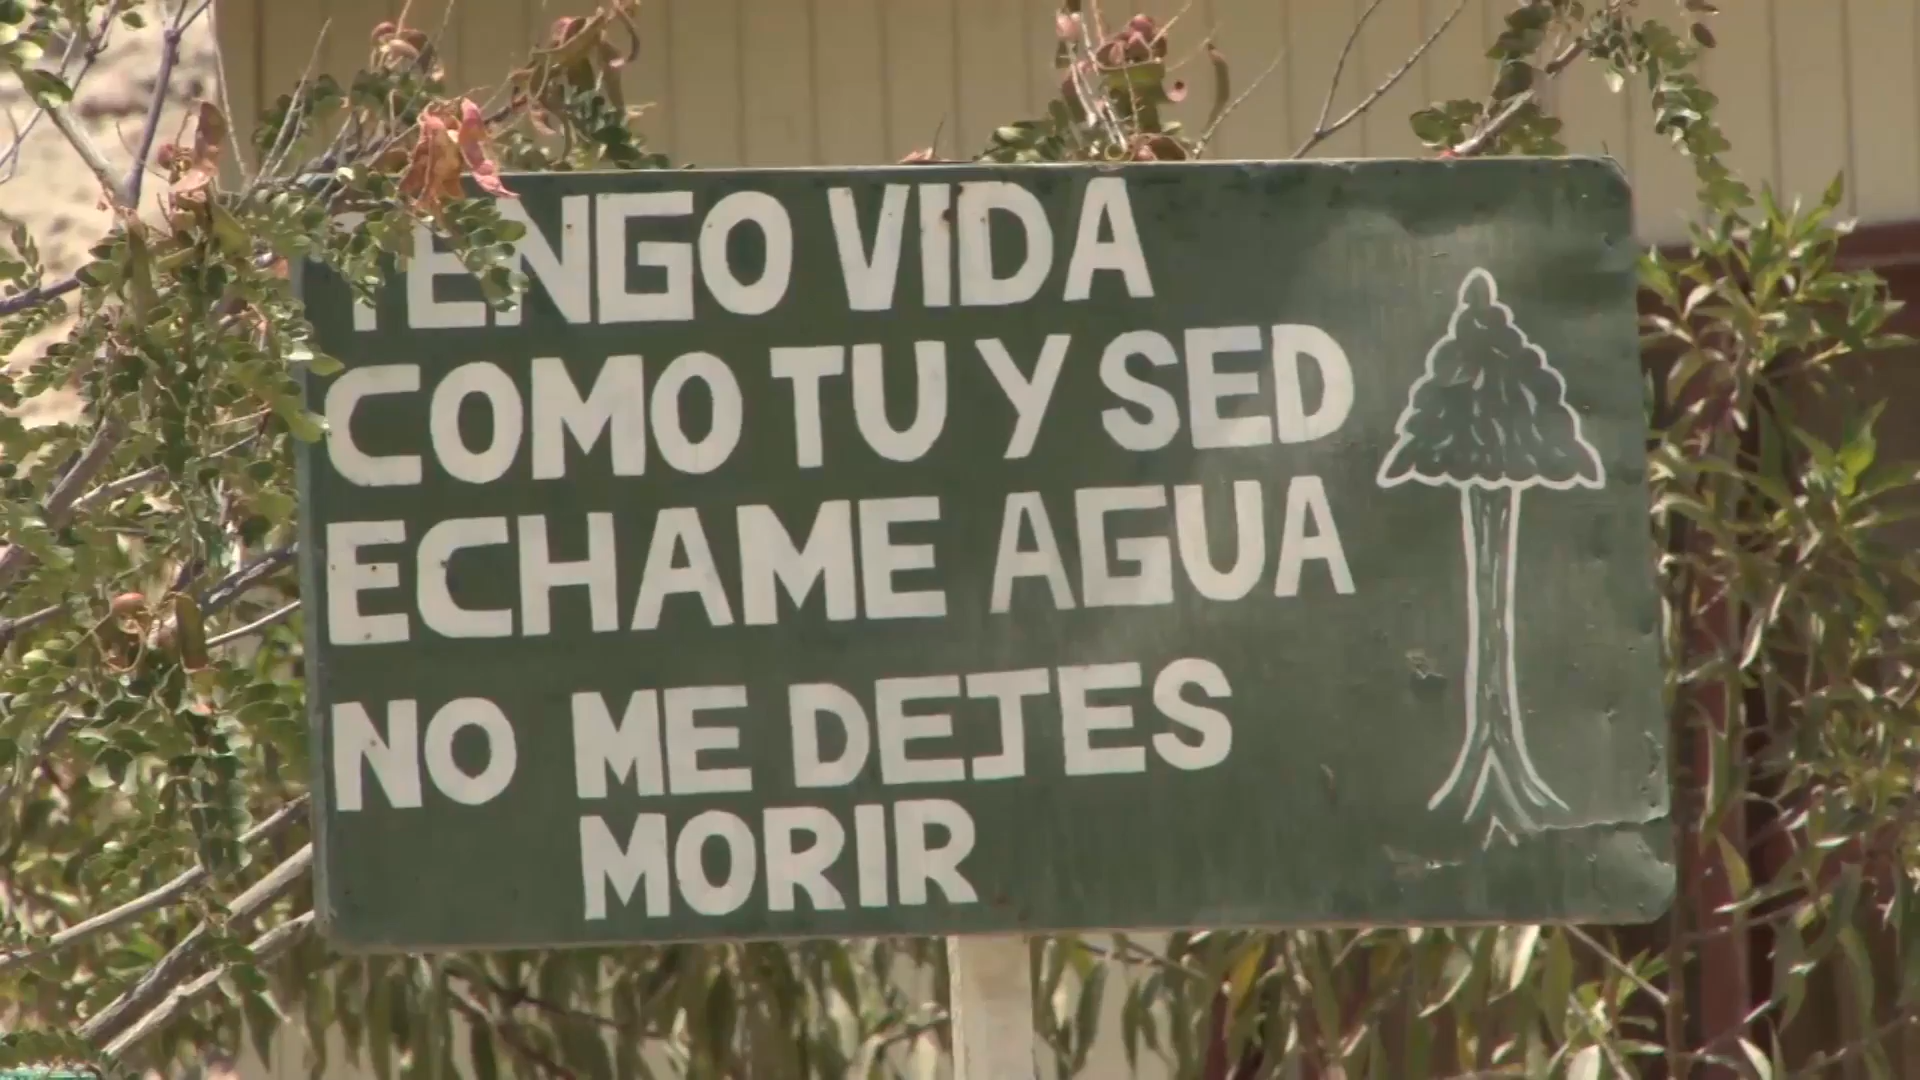 TENGO VIDA
COMO TU Y SED
ECHAME AGUA
NO ME DEJES
MORIR